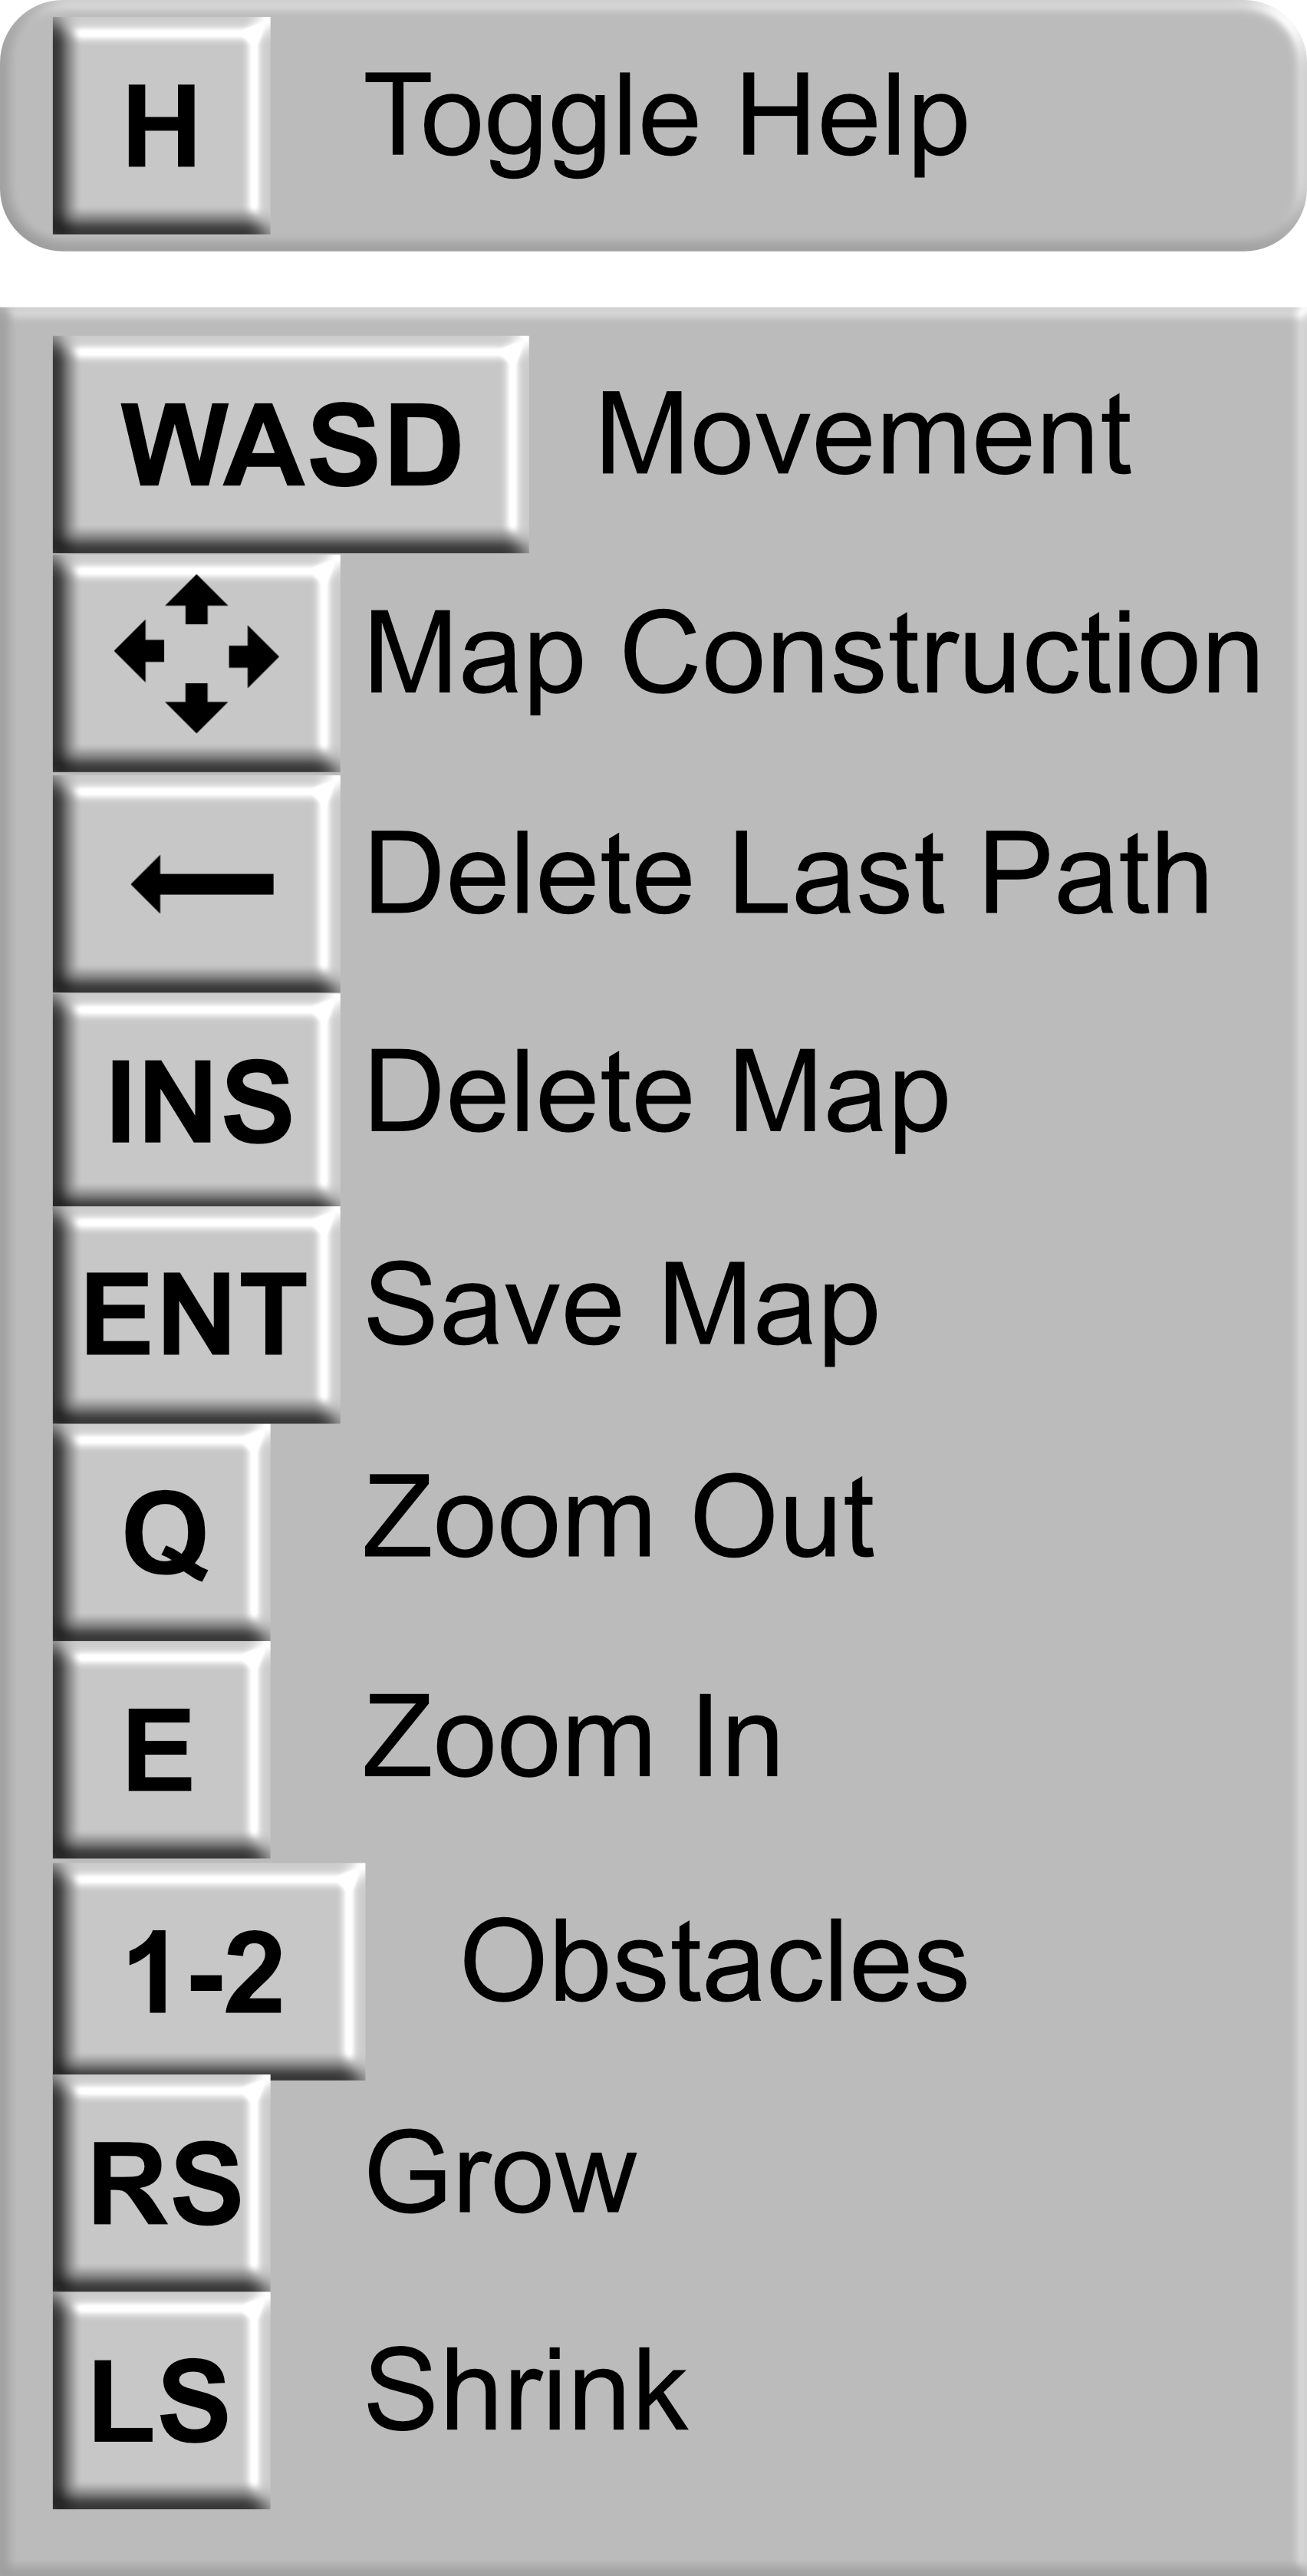 H Toggle Help
WASD Movement
Map Construction
Delete Last Path
INS Delete Map
ENT Save Map
Q Zoom Out
E Zoom In
1-2 Obstacles
RS Grow
LS Shrink